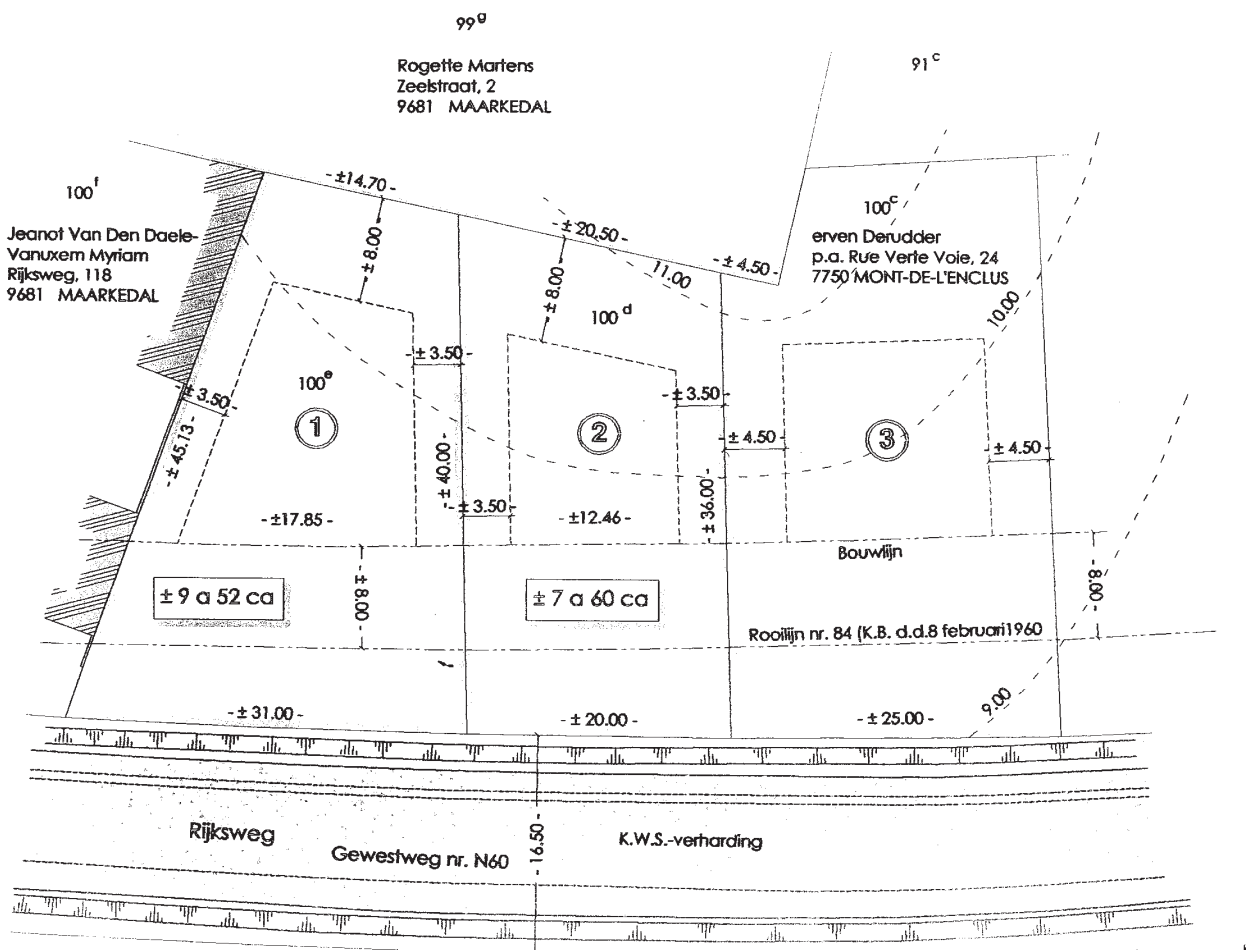 99g
Rogette Martens
Zeelstraat, 2
9681 MAARKEDAL
91c
100f
Jeanot Van Den Daele-
Vanuxem Myriam
Rijksweg, 118
9681 MAARKEDAL
- ±14.70 -
- ± 8.00 -
- ± 20.50 -
- ± 8.00 -
11.00
- ± 4.50 -
100c
erven Derudder
p.a. Rue Verte Voie, 24
7750 MONT-DE-L'ENCLUS
10.00
100d
- ± 3.50 -
100e
- ± 3.50 -
- ± 3.50 -
1
2
3
- ± 45.13 -
- ± 40.00 -
- ± 4.50 -
- ± 4.50 -
- ± 36.00 -
- ±17.85 -
- ± 3.50 -
- ±12.46 -
Bouwlijn
± 9 a 52 ca
- ± 8.00 -
± 7 a 60 ca
- 8.00 -
Rooilijn nr. 84 (K.B. d.d.8 februari1960
- ± 31.00 -
- ± 20.00 -
- ± 25.00 -
9.00
Rijksweg
Gewestweg nr. N60
- 16.50 -
K.W.S.-verharding